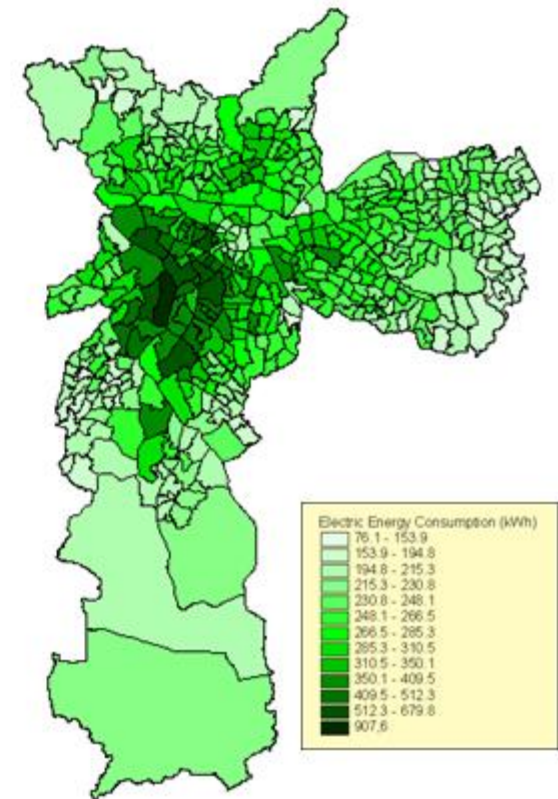 Electric Energy Consumption (kWh)
76.1 - 153.9
153.9 - 194.8
194.8 - 215.3
215.3 - 230.8
230.8 - 248.1
248.1 - 266.5
266.5 - 285.3
285.3 - 310.5
310.5 - 350.1
350.1 - 409.5
409.5 - 512.3
512.3 - 679.8
907,6